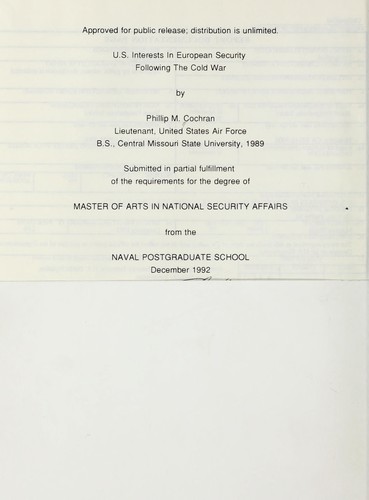 Approved for public release; distribution is unlimited.
U.S. Interests In European Security
Following The Cold War
by
Phillip M. Cochran
Lieutenant, United States Air Force
B.S., Central Missouri State University, 1989
Submitted in partial fulfillment
of the requirements for the degree of
MASTER OF ARTS IN NATIONAL SECURITY AFFAIRS
from the
NAVAL POSTGRADUATE SCHOOL
December 1992